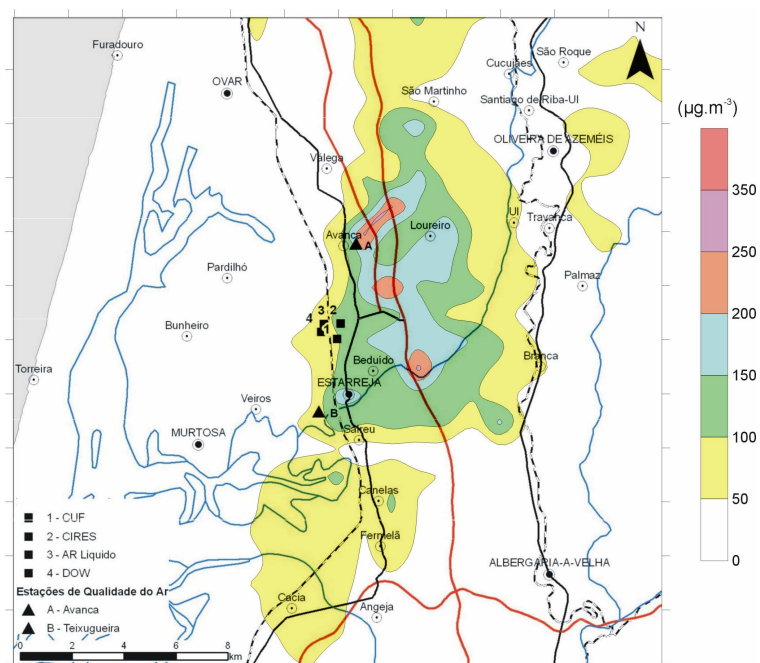 N
Furadouro
São Roque
Cucujães
OVAR
São Martinho
Santiago de Riba-Ul
(µg.m-3)
OLIVEIRA DE AZEMÉIS
Válega
350
Ul
Travanca
Avanca
A
Loureiro
250
Pardilhó
Palmaz
200
3 2
4
1
Bunheiro
150
Branca
Torreira
Beduido
ESTARREJA
Veiros
B
100
MURTOSA
Salreu
Canelas
50
1 - CUF
2 - CIRES
Fermelã
3 - AR Liquido
0
4 - DOW
ALBERGARIA-A-VELHA
Estações de Qualidade do Ar
A - Avanca
Cacia
Angeja
B - Teixugueira
0 2 4 6 8
km